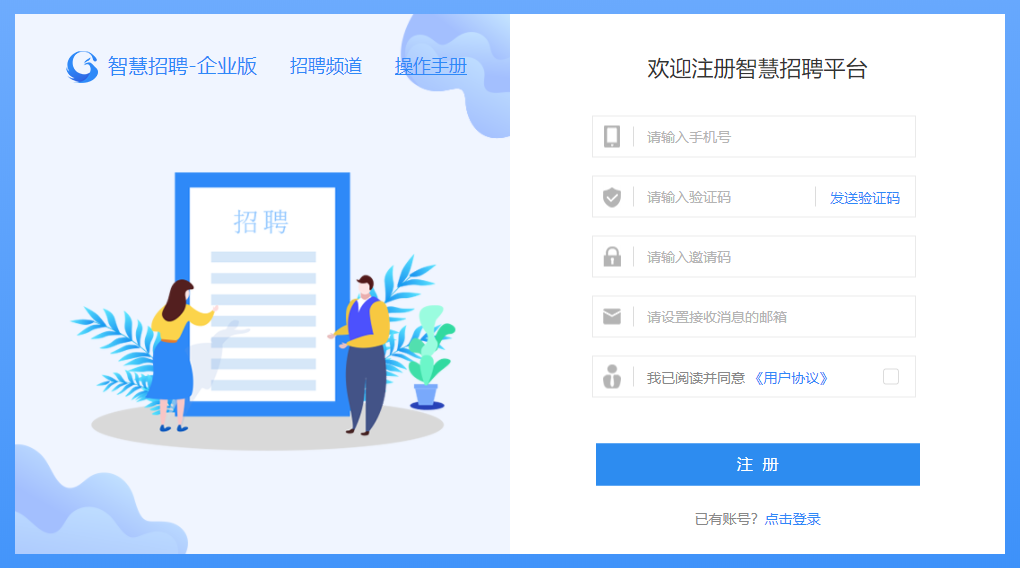 智慧招聘-企业版 招聘频道 操作手册
招聘
欢迎注册智慧招聘平台
请输入手机号
请输入验证码 发送验证码
请输入邀请码
请设置接收消息的邮箱
我已阅读并同意 《用户协议》
注 册
已有账号? 点击登录